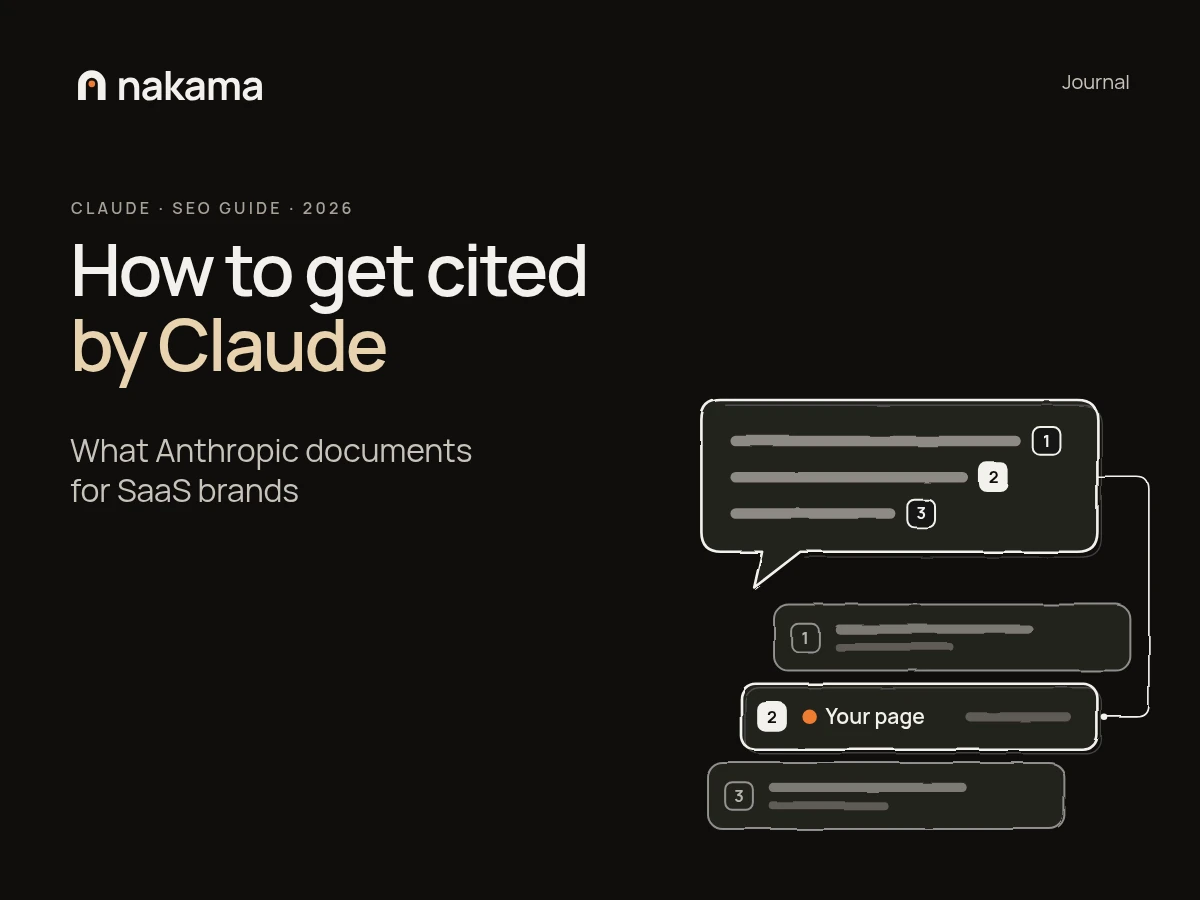 nakama
Journal
CLAUDE · SEO GUIDE · 2026
How to get cited
by Claude
What Anthropic documents
for SaaS brands
1
2
3
1
2 Your page
3